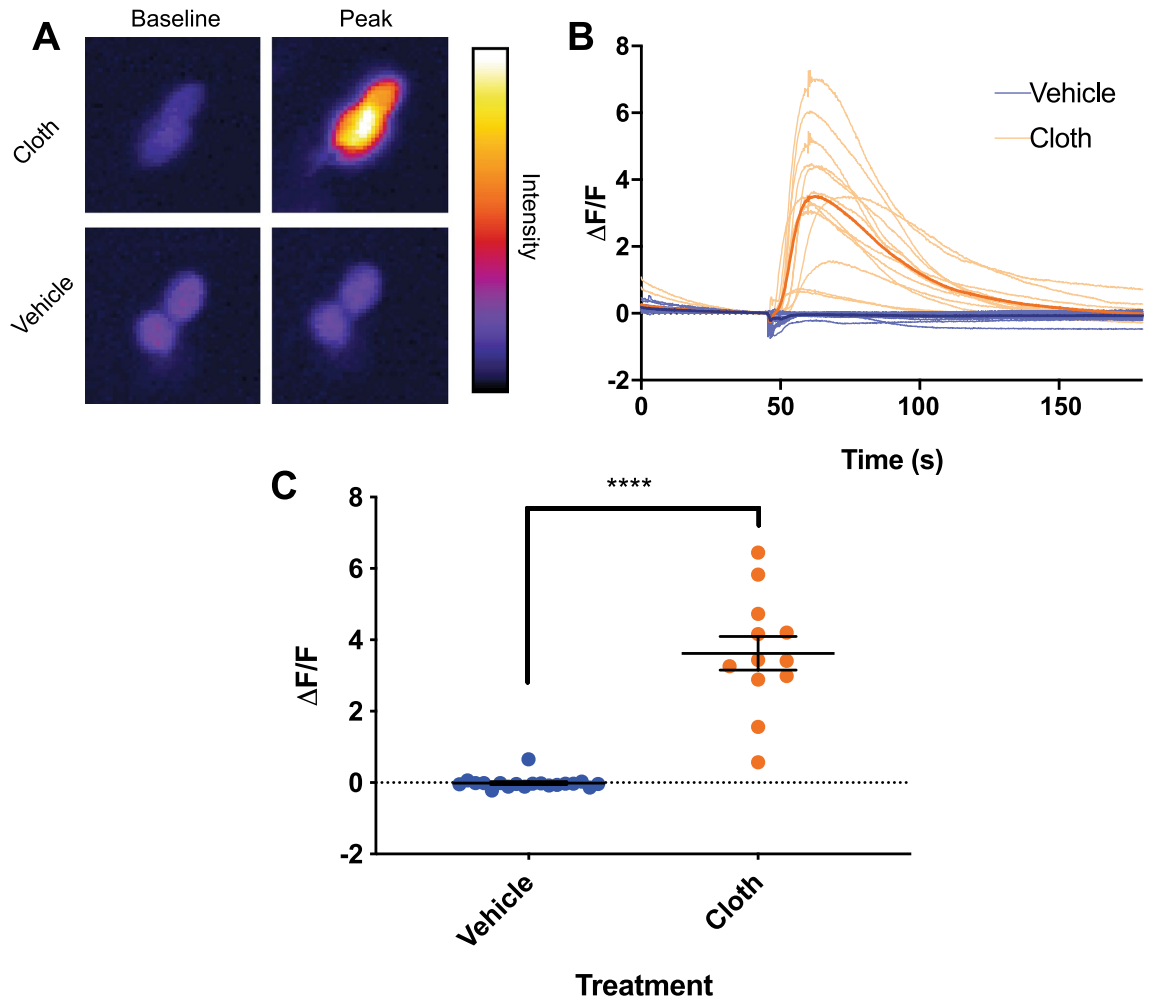 A
Baseline
Peak
Cloth
Vehicle
Intensity
B
8
6
4
2
0
-2
ΔF/F
0
50
100
150
Time (s)
Vehicle
Cloth
C
****
8
6
4
2
0
-2
ΔF/F
Vehicle
Cloth
Treatment